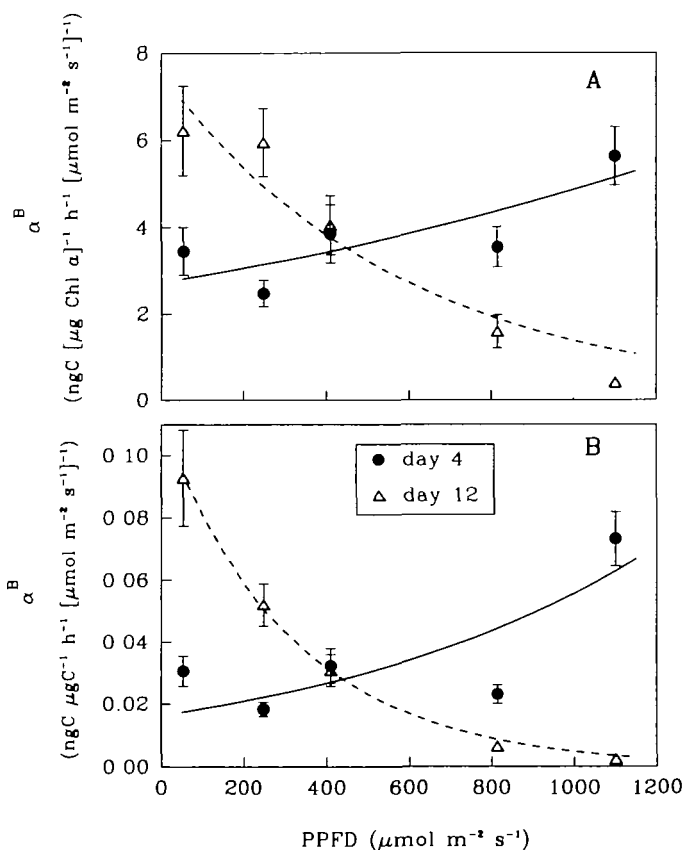 A
8
6
4
2
0
α^B
(ngC [μg Chl a]⁻¹ h⁻¹ [μmol m⁻² s⁻¹]⁻¹)
B
day 4
day 12
0 10
0 08
0.06
0 04
0.02
0 00
α^B
(ngC μgC⁻¹ h⁻¹ [μmol m⁻² s⁻¹]⁻¹)
0 200 400 600 800 1000 1200
PPFD (μmol m⁻² s⁻¹)